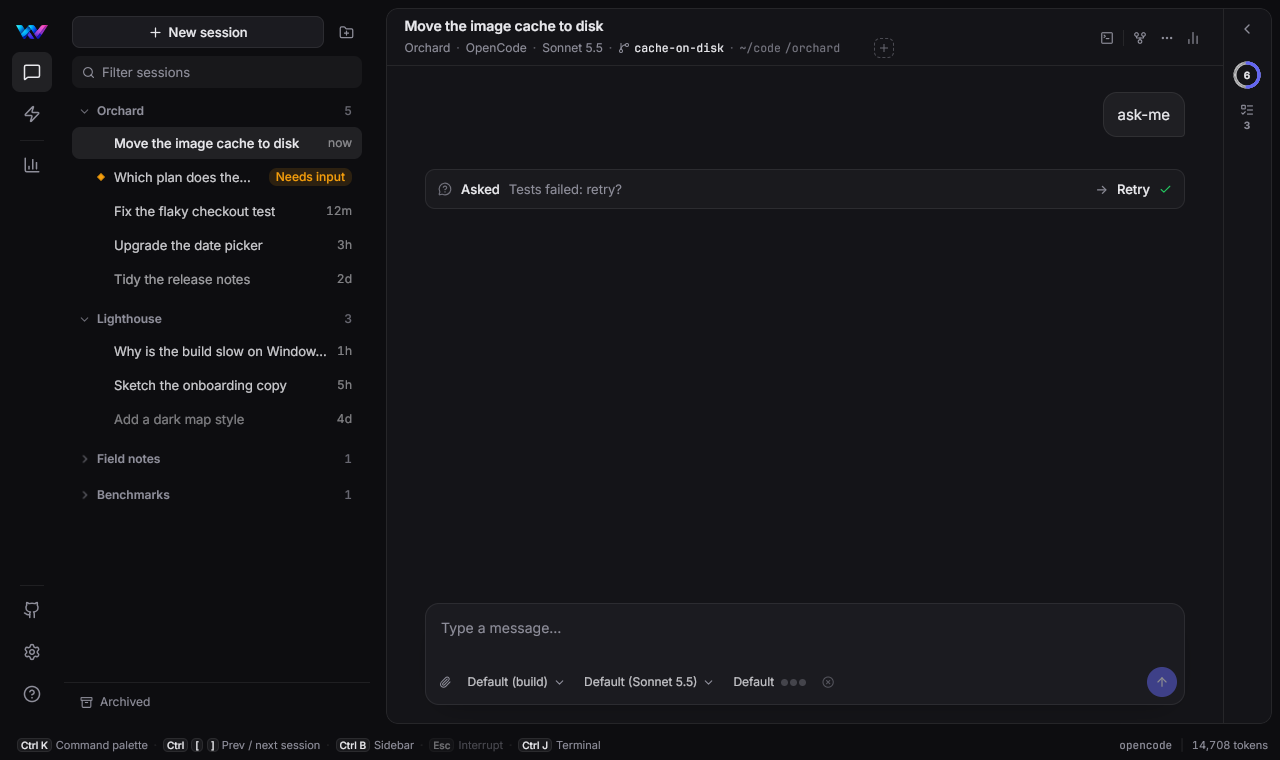 New session
Filter sessions
Orchard 5
Move the image cache to disk now
Which plan does the... Needs input
Fix the flaky checkout test 12m
Upgrade the date picker 3h
Tidy the release notes 2d
Lighthouse 3
Why is the build slow on Window... 1h
Sketch the onboarding copy 5h
Add a dark map style 4d
Field notes 1
Benchmarks 1
Archived
Move the image cache to disk
Orchard · OpenCode · Sonnet 5.5 · cache-on-disk · ~/code /orchard
ask-me
Asked Tests failed: retry? → Retry
Type a message...
Default (build) Default (Sonnet 5.5) Default
6
3
Ctrl K Command palette · Ctrl [ ] Prev / next session · Ctrl B Sidebar · Esc Interrupt · Ctrl J Terminal
opencode 14,708 tokens